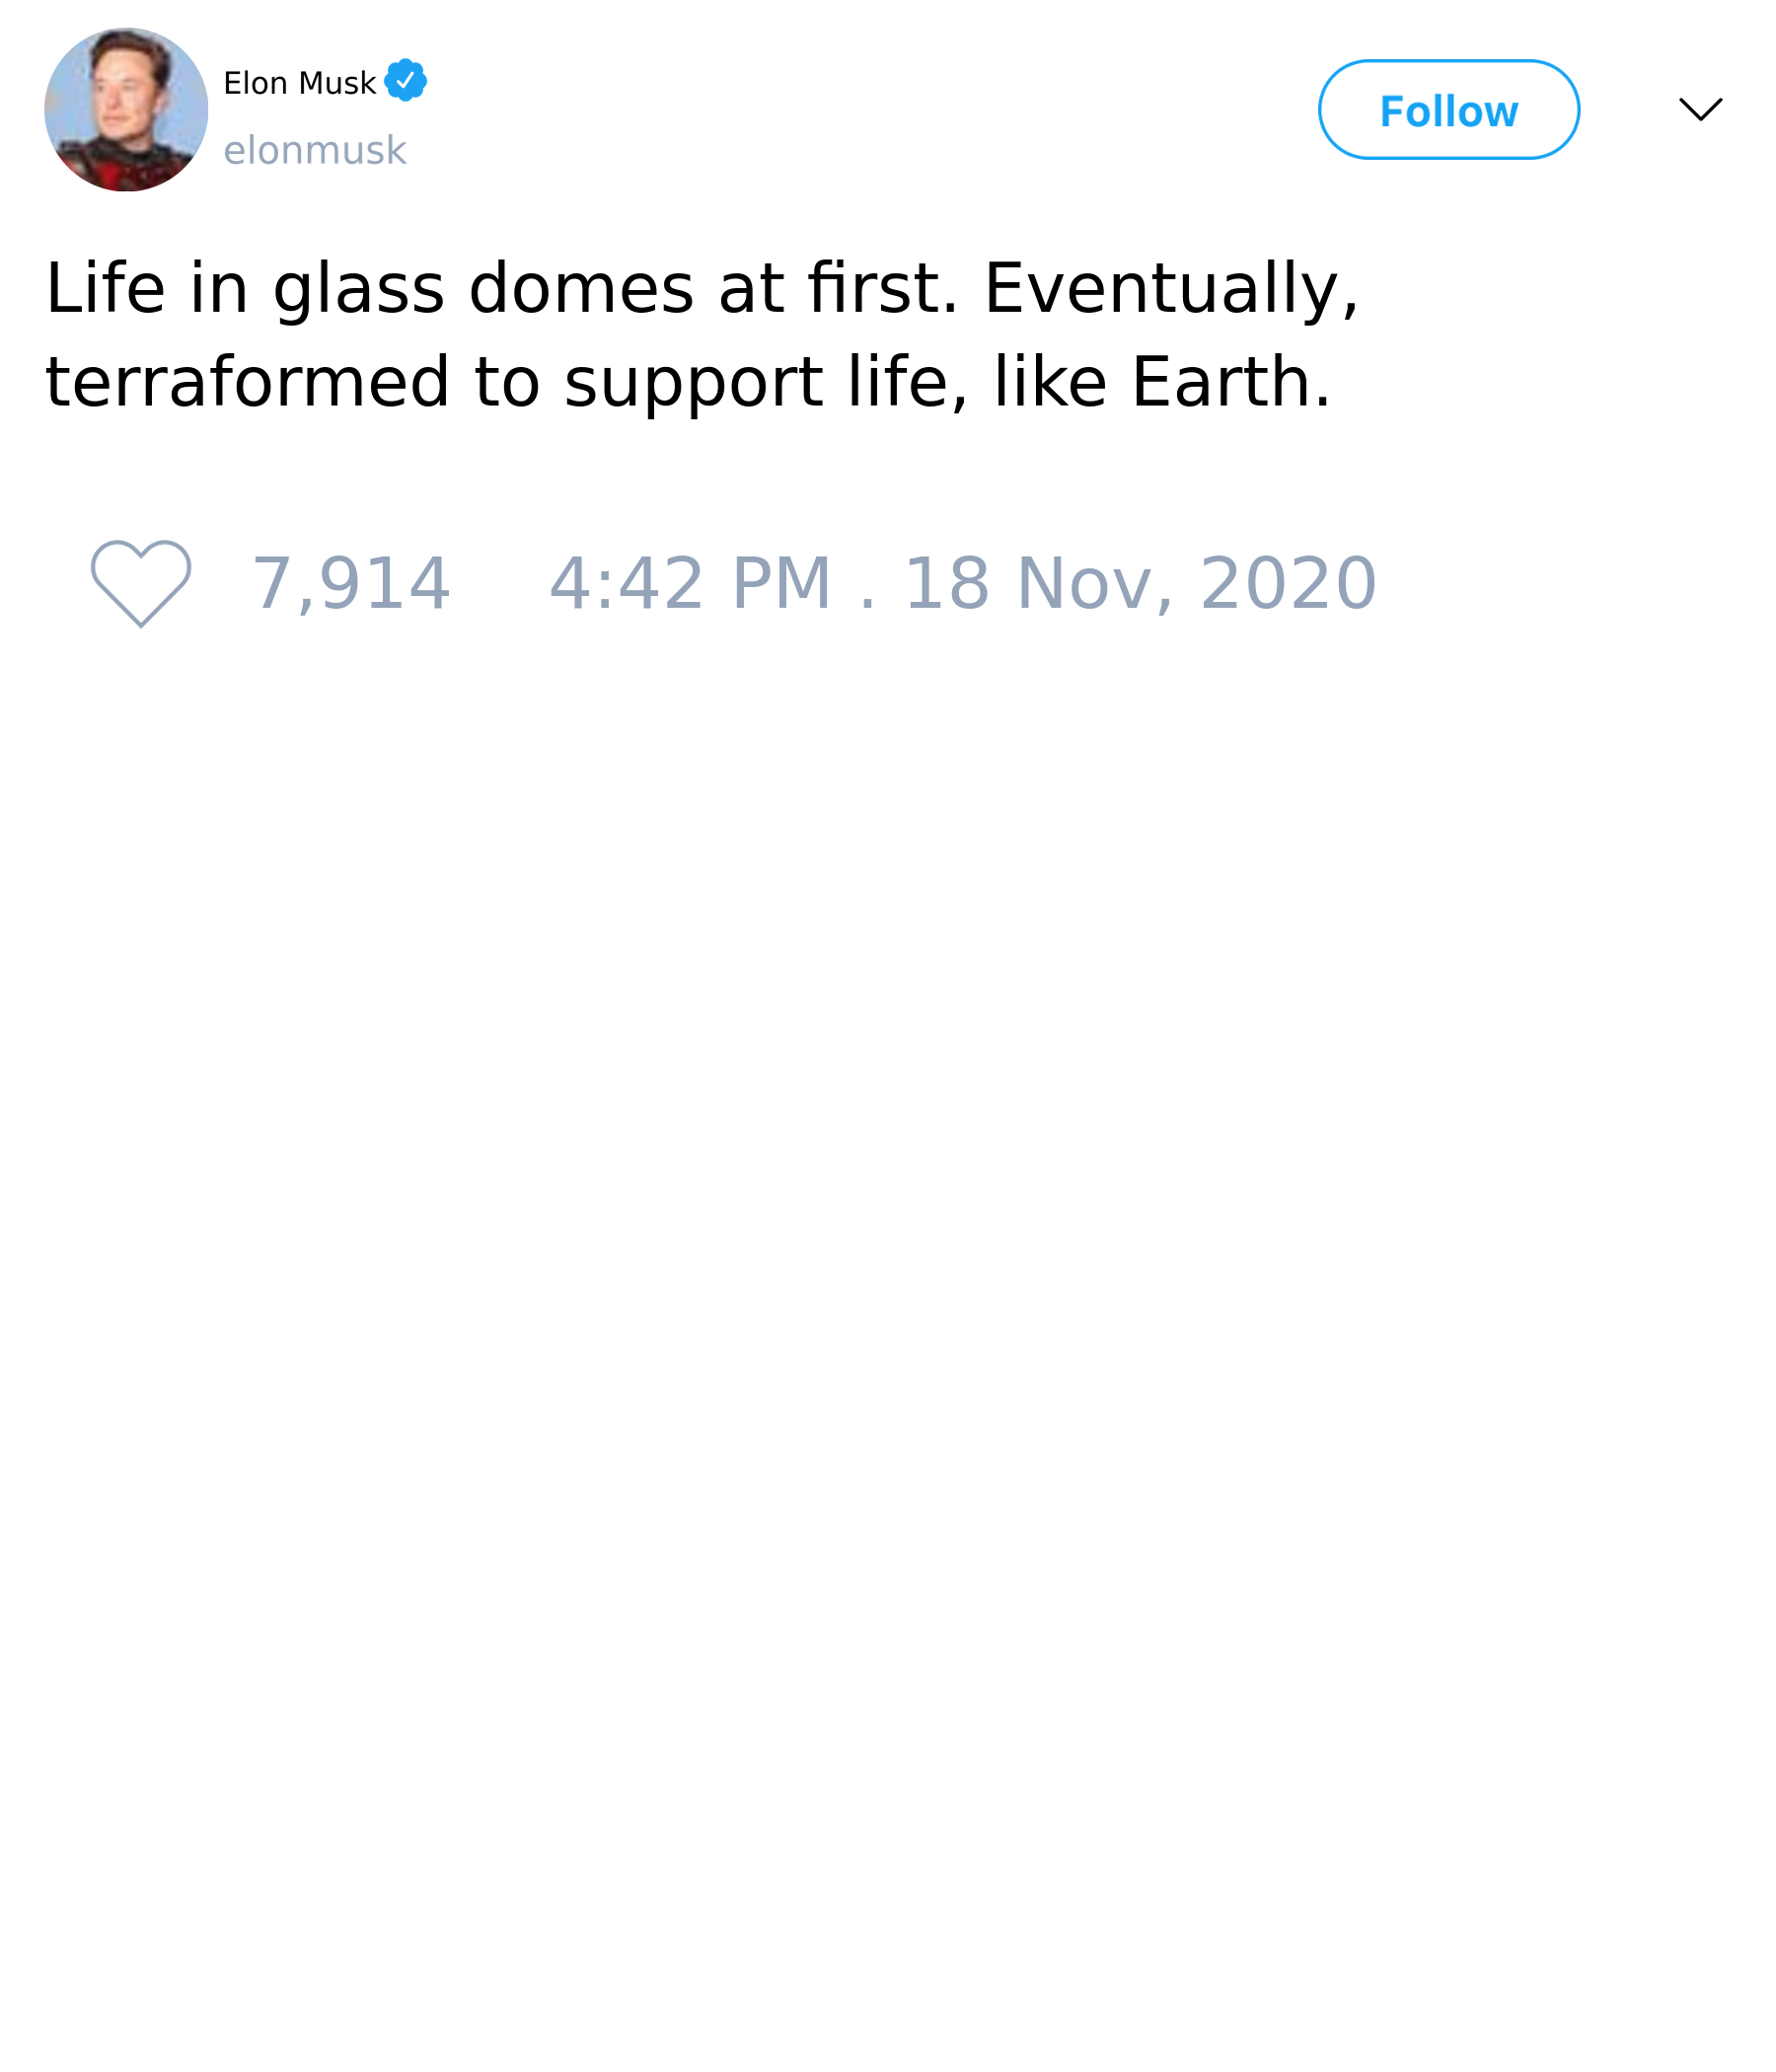 Elon Musk
elonmusk
Follow
Life in glass domes at first. Eventually,
terraformed to support life, like Earth.
7,914 4:42 PM . 18 Nov, 2020